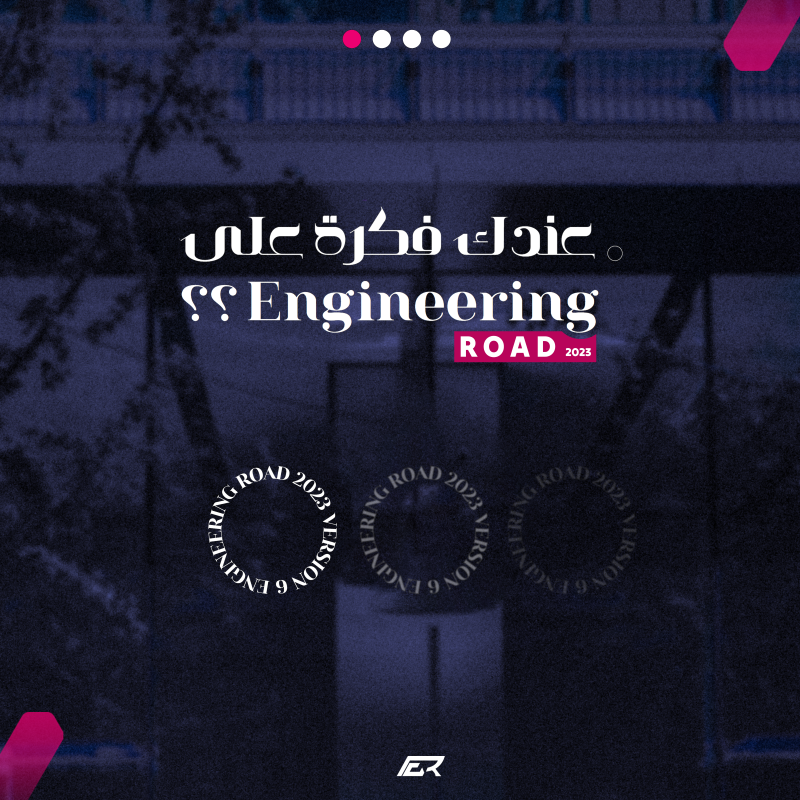 عندك فكرة على
Engineering ؟؟
ROAD 2023
ENGINEERING ROAD 2023 VERSION 6
ENGINEERING ROAD 2023 VERSION 6
ENGINEERING ROAD 2023 VERSION 6
ER